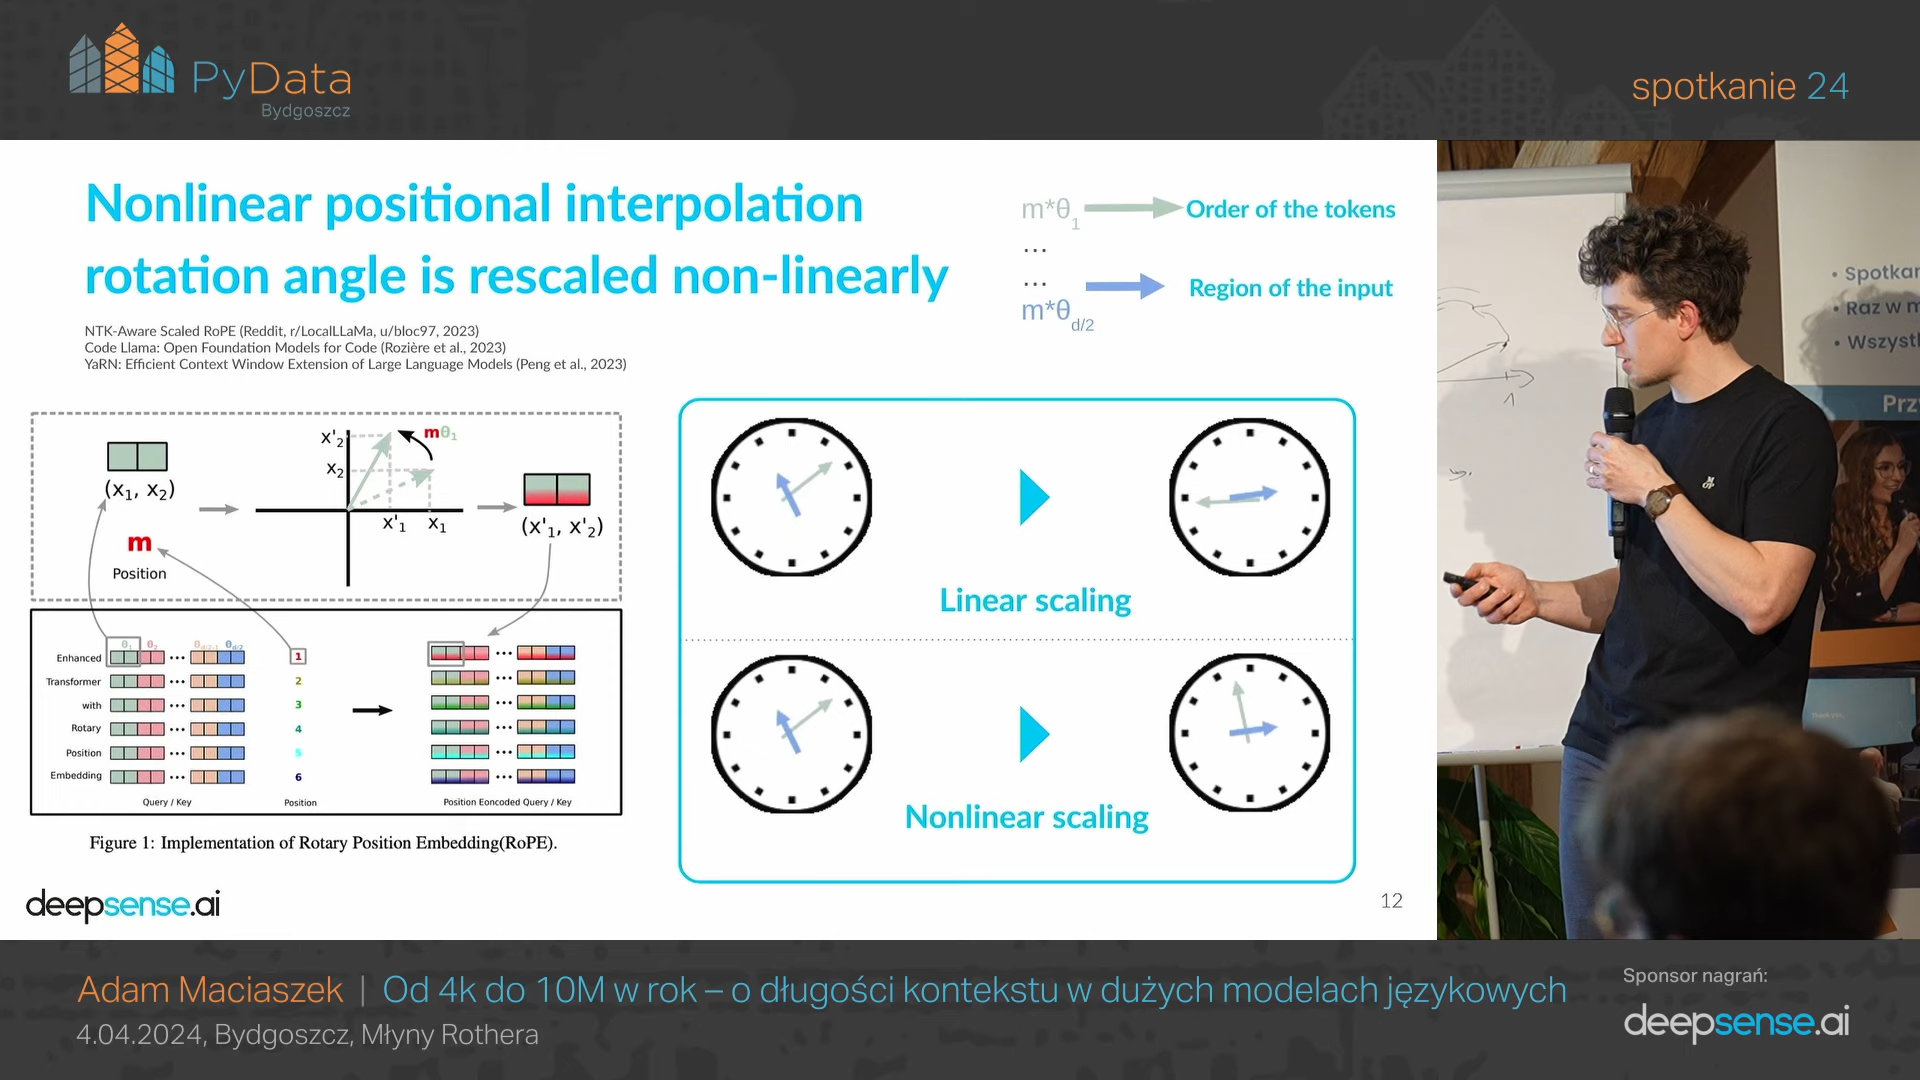 PyData
Bydgoszcz
spotkanie 24
Nonlinear positional interpolation
rotation angle is rescaled non-linearly
NTK-Aware Scaled RoPE (Reddit, r/LocalLLaMa, u/bloc97, 2023)
Code Llama: Open Foundation Models for Code (Rozière et al., 2023)
YaRN: Efficient Context Window Extension of Large Language Models (Peng et al., 2023)
m*θ1 Order of the tokens
...
...
Region of the input
m*θd/2
x'2
mθ1
x2
(x1, x2)
x'1 x1
(x'1, x'2)
m
Position
θ1 θ2 θd/2-1 θd/2
Enhanced ... 1 ...
Transformer ... 2 ...
with ... 3 ...
Rotary ... 4 ...
Position ... 5 ...
Embedding ... 6 ...
Query / Key Position Position Eoncoded Query / Key
Figure 1: Implementation of Rotary Position Embedding(RoPE).
Linear scaling
Nonlinear scaling
deepsense.ai
12
• Spotkan
• Raz w m
• Wszystk
Przy
Adam Maciaszek | Od 4k do 10M w rok – o długości kontekstu w dużych modelach językowych
4.04.2024, Bydgoszcz, Młyny Rothera
Sponsor nagrań:
deepsense.ai